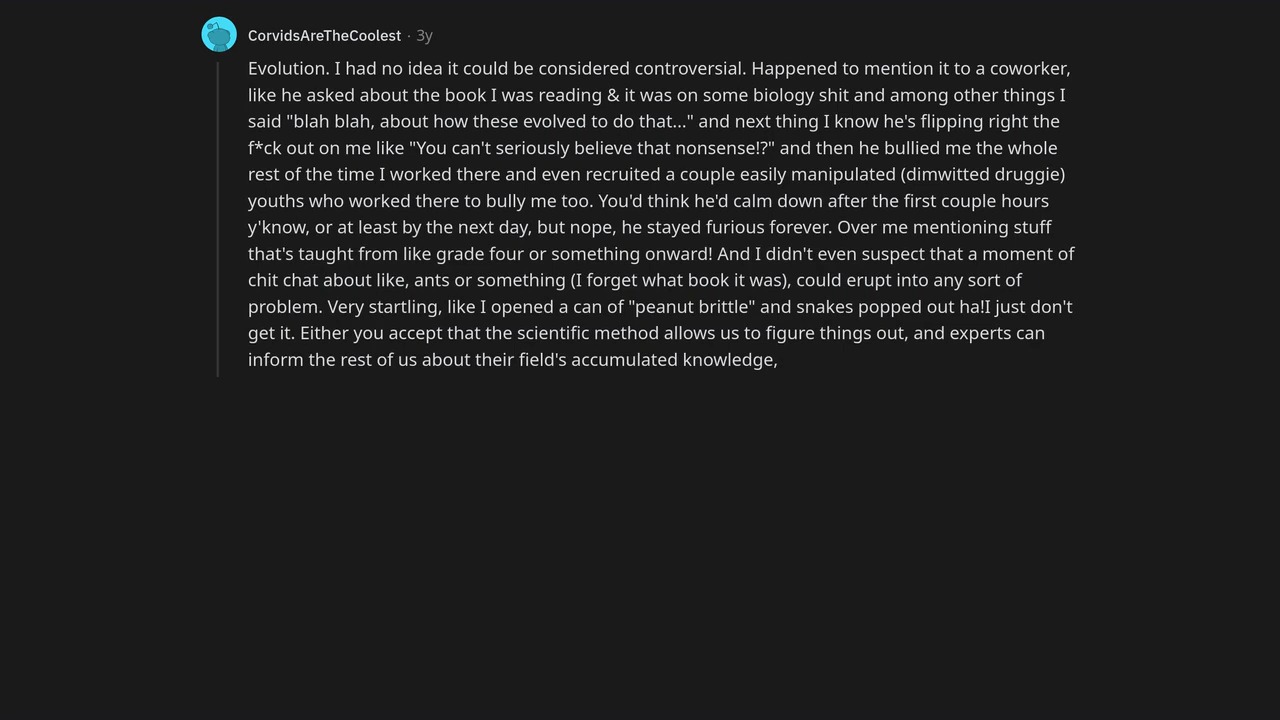 CorvidsAreTheCoolest · 3y
Evolution. I had no idea it could be considered controversial. Happened to mention it to a coworker,
like he asked about the book I was reading & it was on some biology shit and among other things I
said "blah blah, about how these evolved to do that..." and next thing I know he's flipping right the
f*ck out on me like "You can't seriously believe that nonsense!?" and then he bullied me the whole
rest of the time I worked there and even recruited a couple easily manipulated (dimwitted druggie)
youths who worked there to bully me too. You'd think he'd calm down after the first couple hours
y'know, or at least by the next day, but nope, he stayed furious forever. Over me mentioning stuff
that's taught from like grade four or something onward! And I didn't even suspect that a moment of
chit chat about like, ants or something (I forget what book it was), could erupt into any sort of
problem. Very startling, like I opened a can of "peanut brittle" and snakes popped out ha!I just don't
get it. Either you accept that the scientific method allows us to figure things out, and experts can
inform the rest of us about their field's accumulated knowledge,